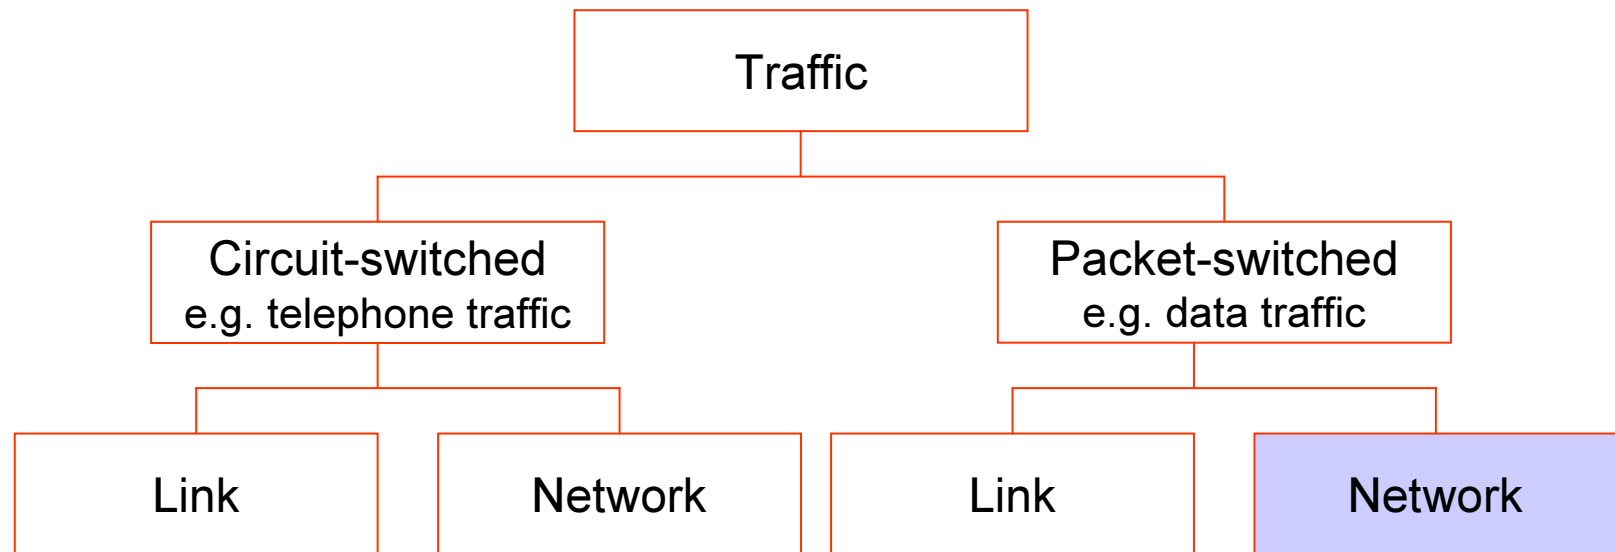 Traffic
Circuit-switched
e.g. telephone traffic
Packet-switched
e.g. data traffic
Link
Network
Link
Network